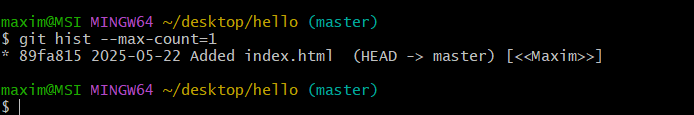 maxim@MSI MINGW64 ~/desktop/hello (master)
$ git hist --max-count=1
* 89fa815 2025-05-22 Added index.html  (HEAD -> master) [<<Maxim>>]
maxim@MSI MINGW64 ~/desktop/hello (master)
$